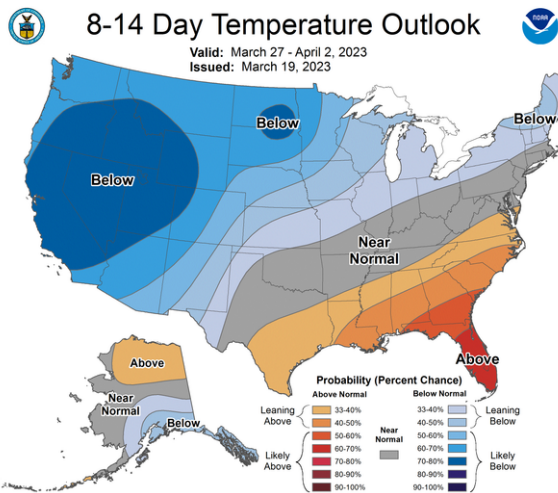 8-14 Day Temperature Outlook
Valid: March 27 - April 2, 2023
Issued: March 19, 2023
NOAA
Below
Below
Below
Near
Normal
Above
Above
Near
Normal
Below
Probability (Percent Chance)
Above Normal
Below Normal
Leaning
Above
33-40%
40-50%
Likely
Above
50-60%
60-70%
70-80%
80-90%
90-100%
Near
Normal
33-40%
40-50%
Leaning
Below
50-60%
60-70%
70-80%
80-90%
90-100%
Likely
Below